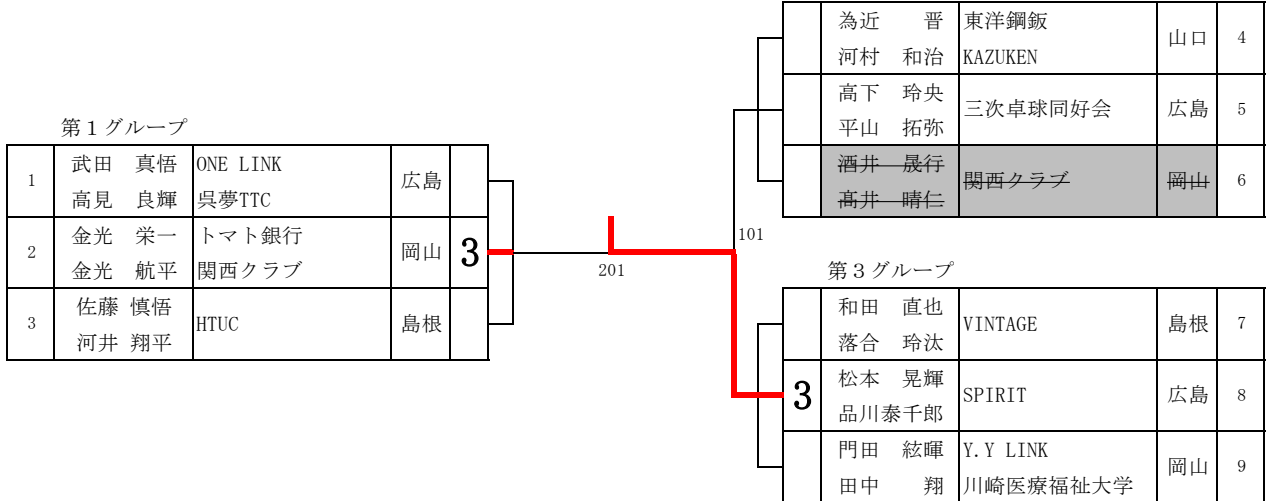 第１グループ
1 武田 真悟 ONE LINK 広島
高見 良輝 呉夢TTC
2 金光 栄一 トマト銀行 岡山 3
金光 航平 関西クラブ
3 佐藤 慎悟 HTUC 島根
河井 翔平
201
101
為近 晋 東洋鋼鈑 山口 4
河村 和治 KAZUKEN
高下 玲央 三次卓球同好会 広島 5
平山 拓弥
酒井 晟行 関西クラブ 岡山 6
髙井 晴仁
第３グループ
和田 直也 VINTAGE 島根 7
落合 玲汰
3 松本 晃輝 SPIRIT 広島 8
品川泰千郎
門田 絃暉 Y.Y LINK 岡山 9
田中 翔 川崎医療福祉大学